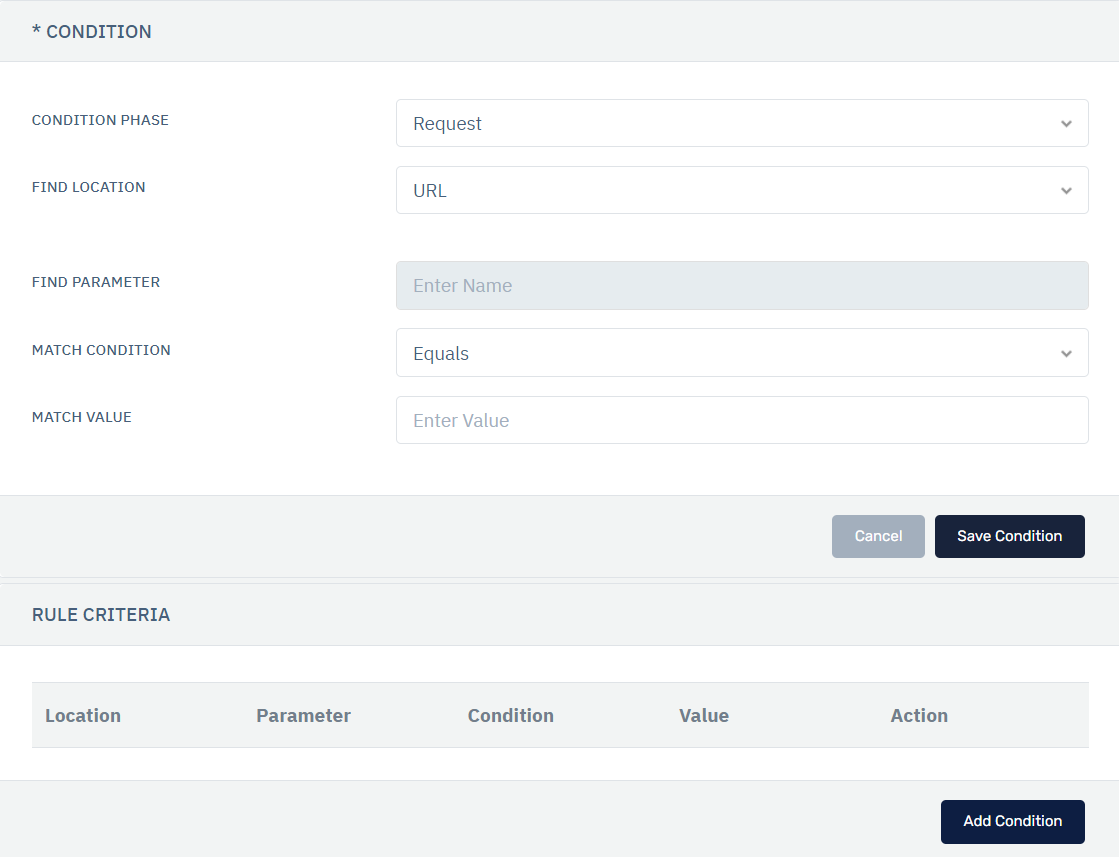 * CONDITION
CONDITION PHASE
Request
FIND LOCATION
URL
FIND PARAMETER
Enter Name
MATCH CONDITION
Equals
MATCH VALUE
Enter Value
Cancel Save Condition
RULE CRITERIA
Location Parameter Condition Value Action
Add Condition